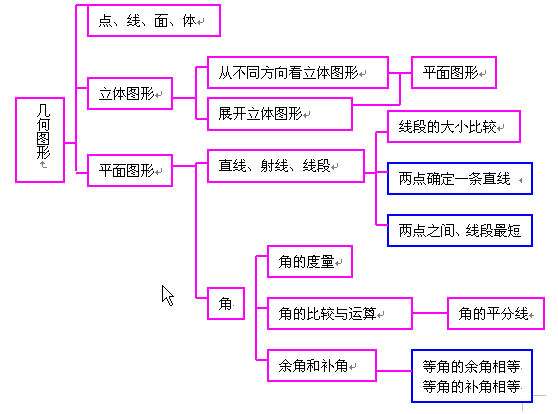 点、线、面、体
立体图形
从不同方向看立体图形
平面图形
展开立体图形
几何图形
平面图形
直线、射线、线段
线段的大小比较
两点确定一条直线
两点之间、线段最短
角
角的度量
角的比较与运算
角的平分线
余角和补角
等角的余角相等
等角的补角相等